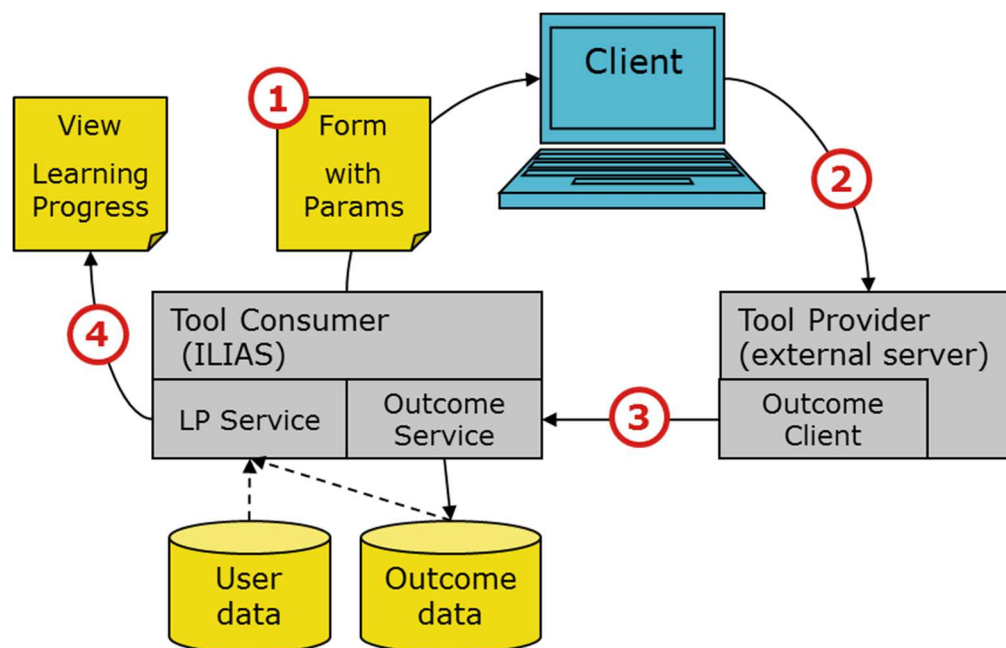 Client
1
Form
with
Params
View
Learning
Progress
2
4
Tool Consumer
(ILIAS)
LP Service
Outcome
Service
3
Tool Provider
(external server)
Outcome
Client
User
data
Outcome
data